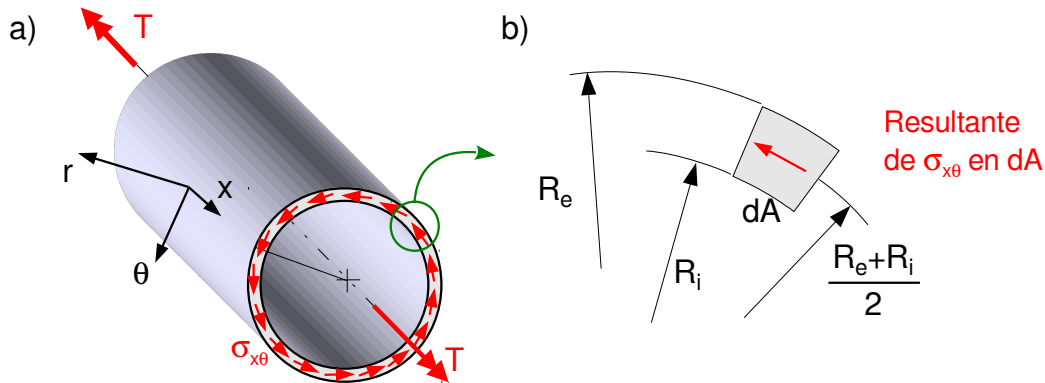 a)
T
r
x
θ
σxθ
T
b)
Resultante
de σxθ en dA
Re
dA
Ri
Re+Ri
2